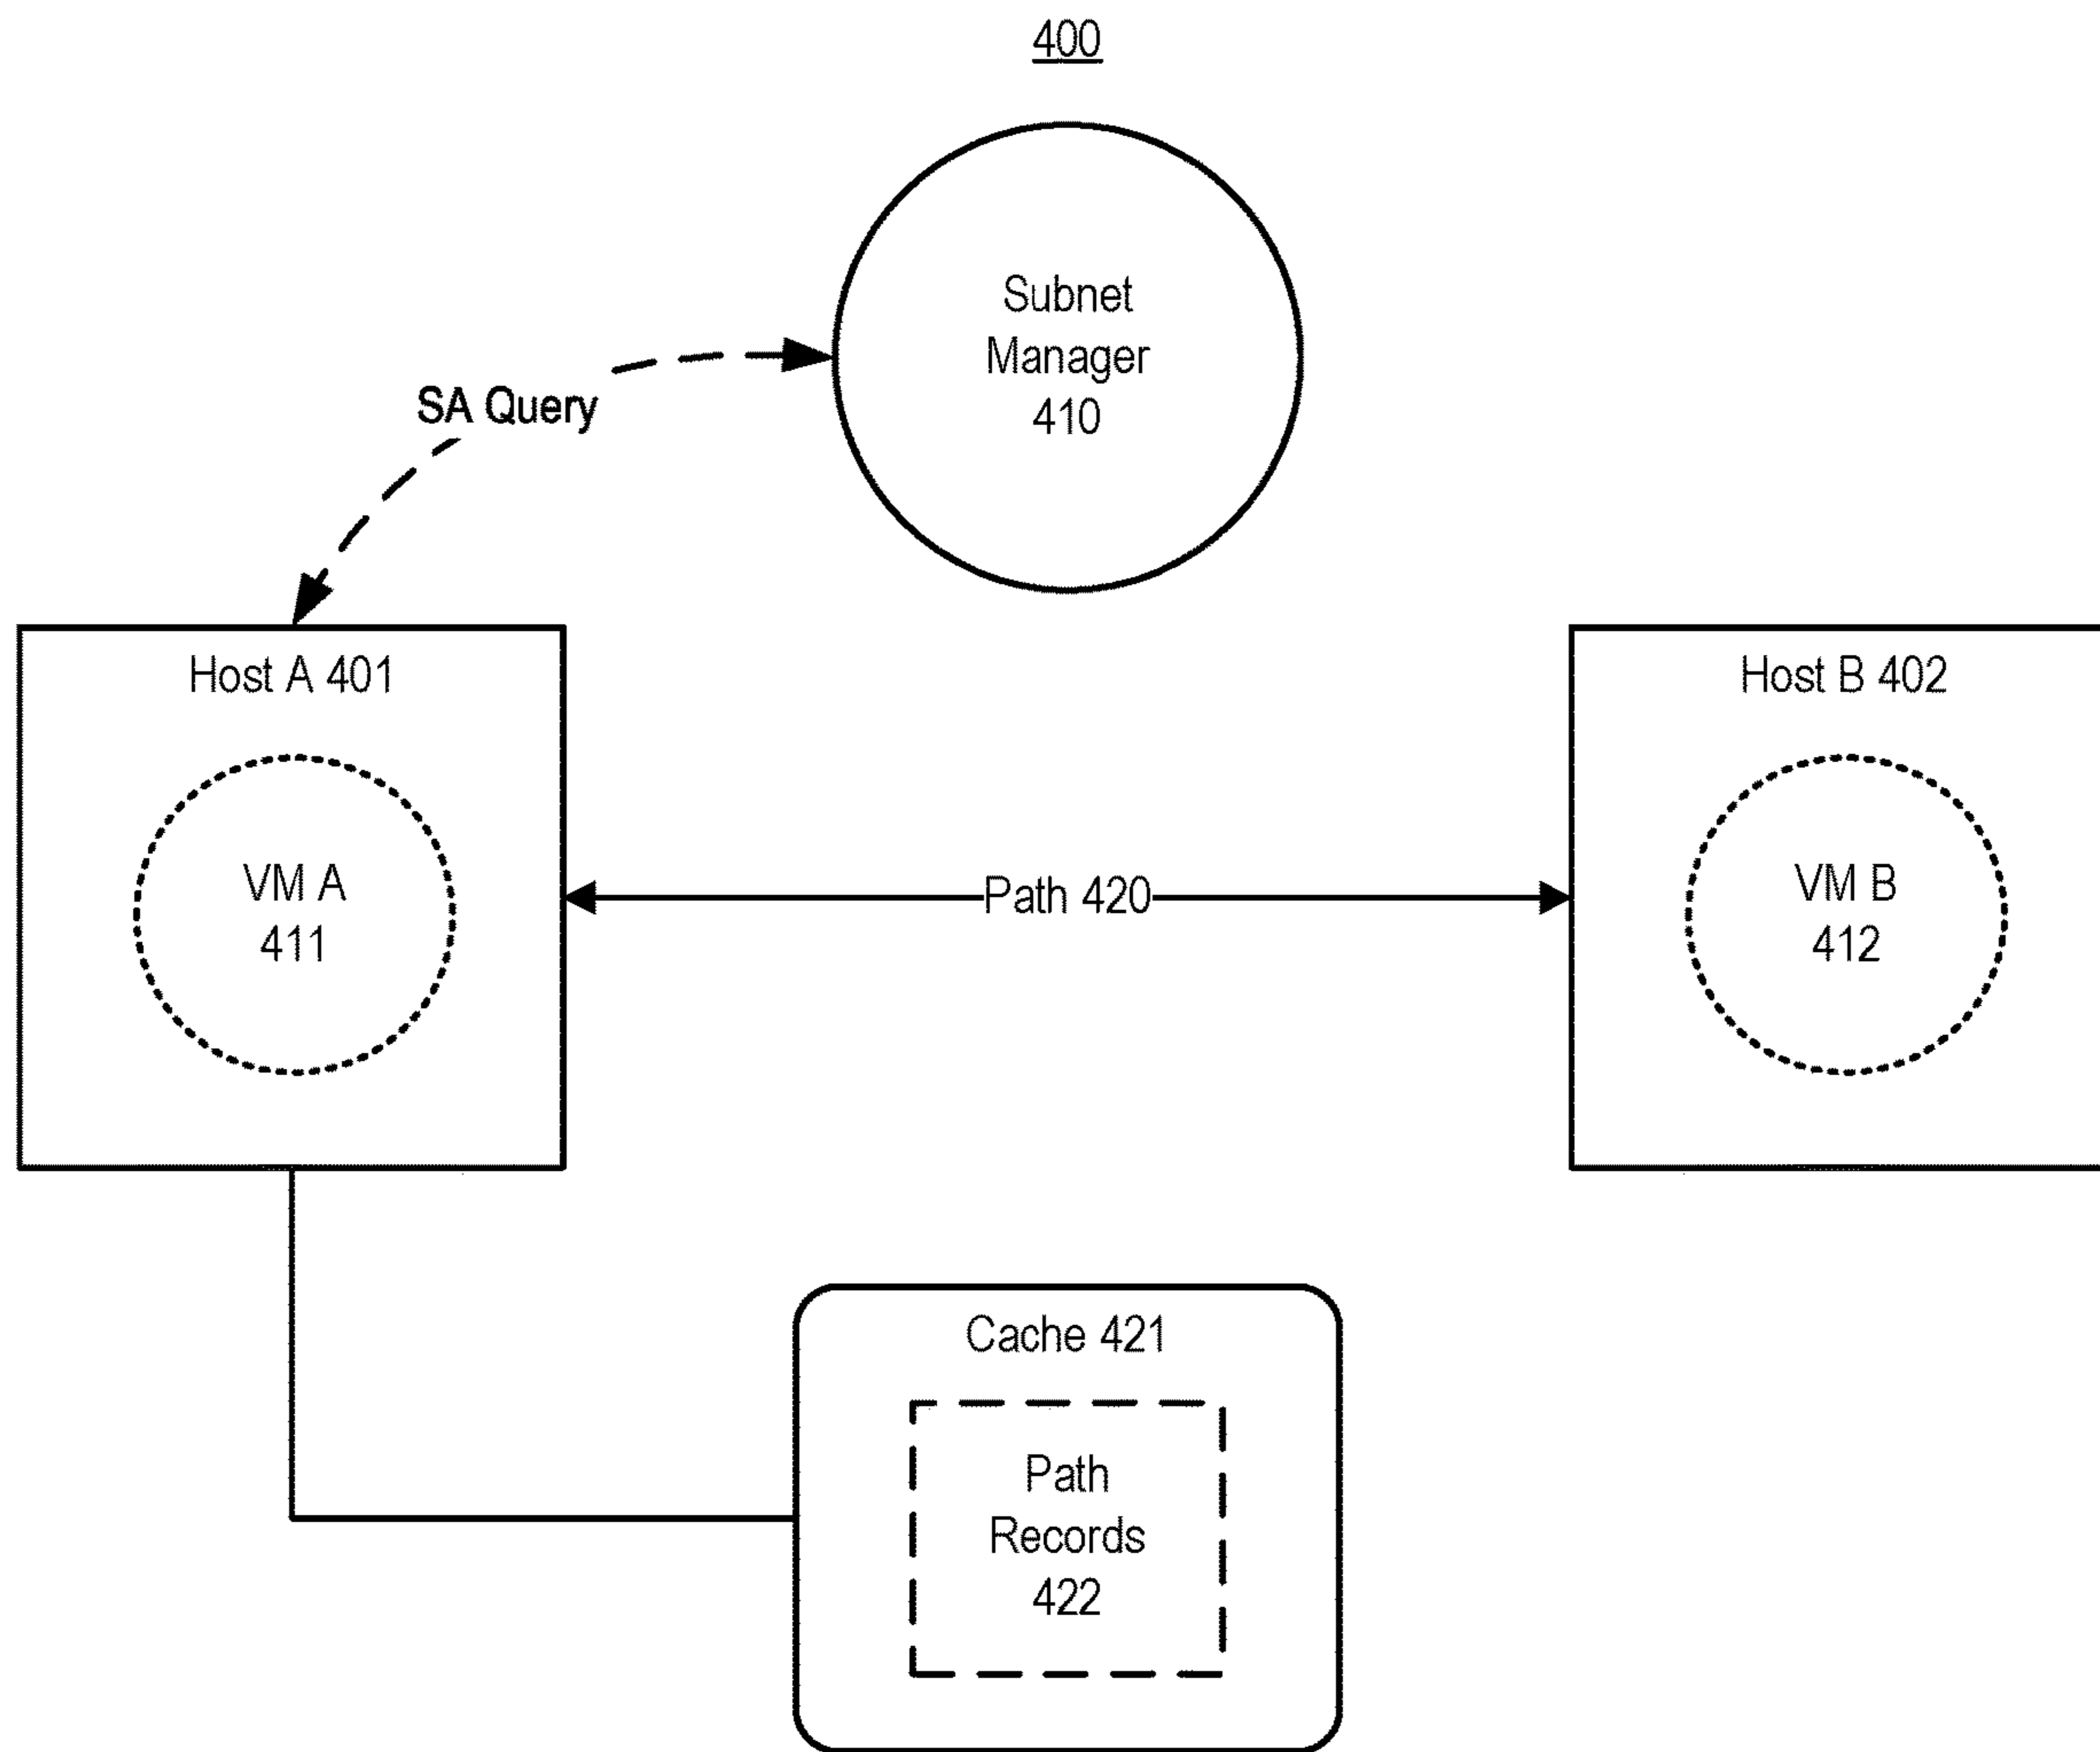 400
Subnet
Manager
410
SA Query
Host A 401
Host B 402
VM A
411
Path 420
VM B
412
Cache 421
Path
Records
422